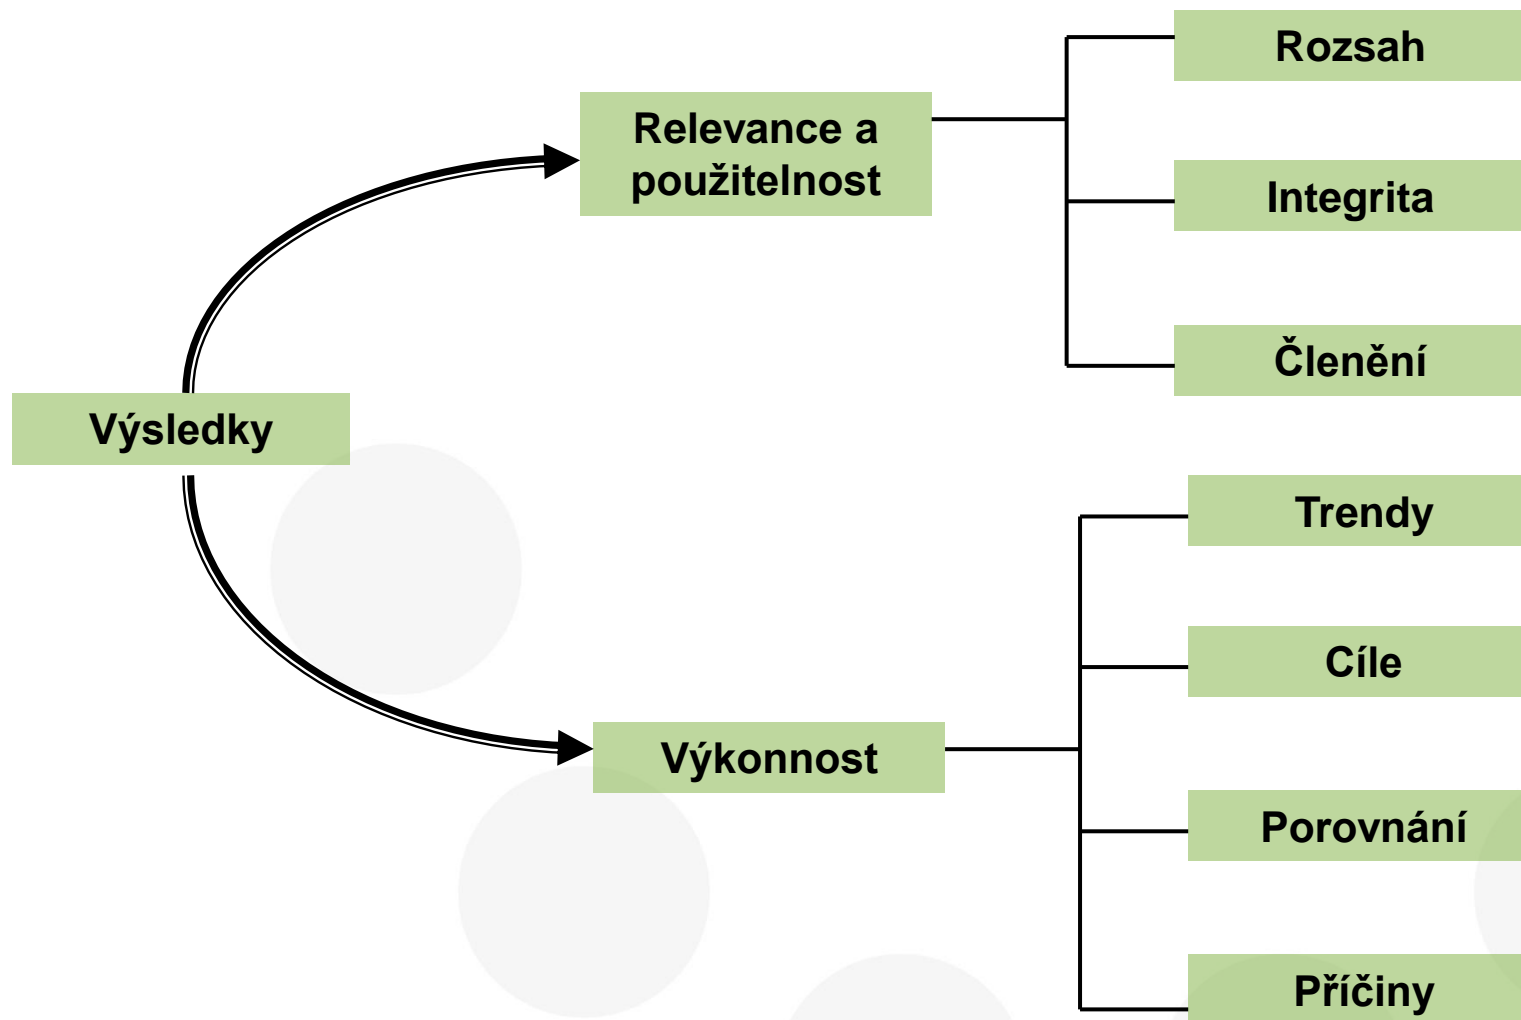 Rozsah
Relevance a
použitelnost
Integrita
Členění
Výsledky
Trendy
Cíle
Výkonnost
Porovnání
Příčiny